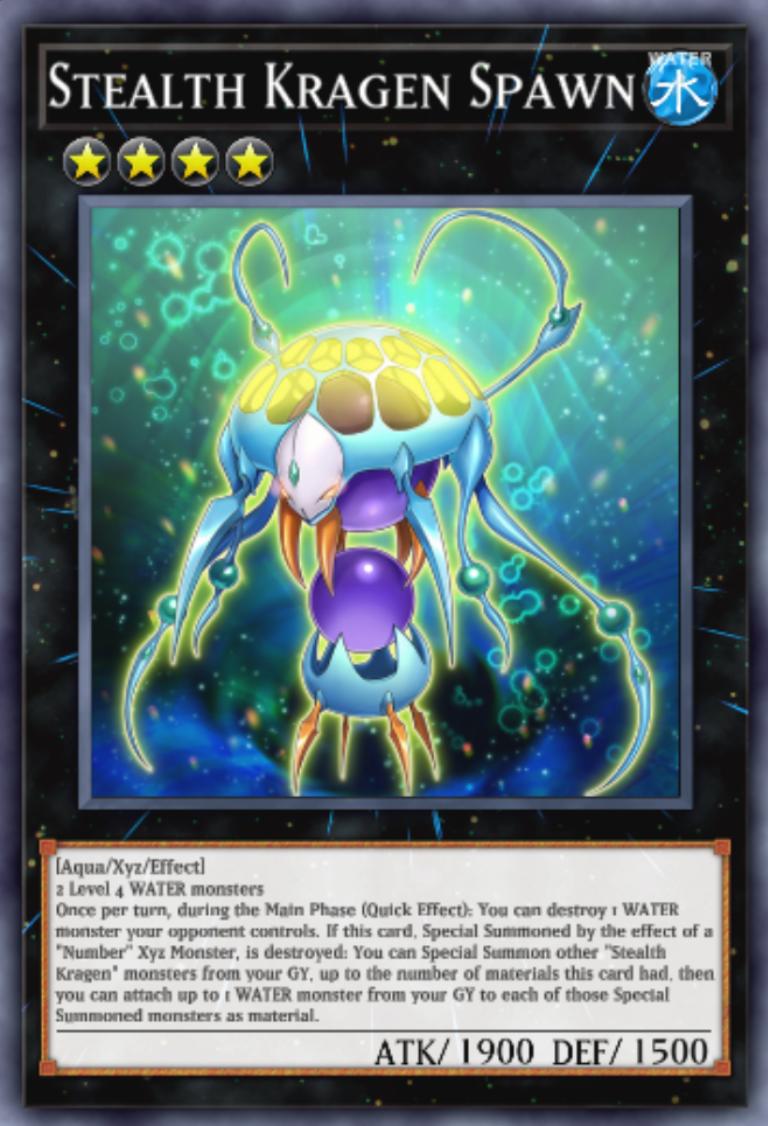 STEALTH KRAGEN SPAWN
WATER
水
[Aqua/Xyz/Effect]
2 Level 4 WATER monsters
Once per turn, during the Main Phase (Quick Effect): You can destroy 1 WATER
monster your opponent controls. If this card, Special Summoned by the effect of a
"Number" Xyz Monster, is destroyed: You can Special Summon other "Stealth
Kragen" monsters from your GY, up to the number of materials this card had, then
you can attach up to 1 WATER monster from your GY to each of those Special
Summoned monsters as material.
ATK/ 1900 DEF/ 1500